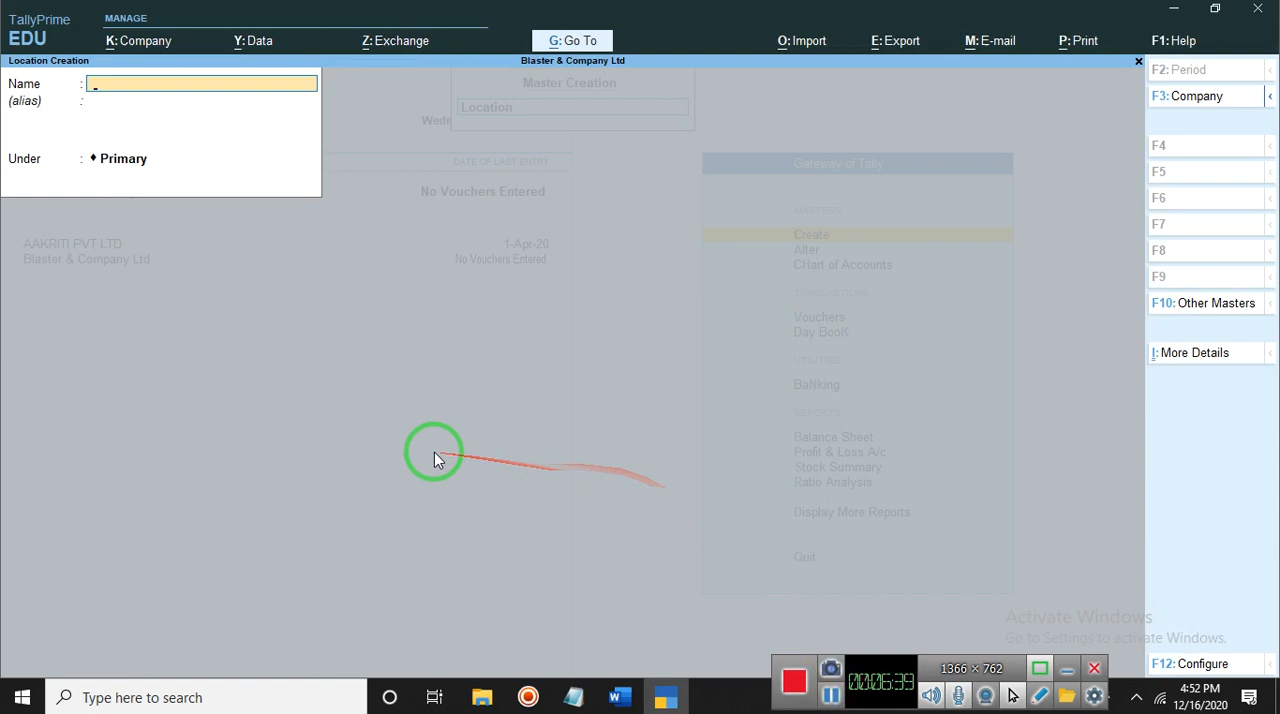 TallyPrime
EDU
MANAGE
K: Company
Y: Data
Z: Exchange
G: Go To
O: Import
E: Export
M: E-mail
P: Print
F1: Help
Location Creation
Blaster & Company Ltd
Name :
(alias) :
Under : ♦ Primary
Master Creation
Location
Wedn
DATE OF LAST ENTRY
No Vouchers Entered
AAKRITI PVT LTD 1-Apr-20
Blaster & Company Ltd No Vouchers Entered
Gateway of Tally
MASTERS
Create
Alter
CHart of Accounts
TRANSACTIONS
Vouchers
Day BooK
UTILITIES
BaNking
REPORTS
Balance Sheet
Profit & Loss A/c
Stock Summary
Ratio Analysis
Display More Reports
Quit
F2: Period
F3: Company
F4
F5
F6
F7
F8
F9
F10: Other Masters
I: More Details
F12: Configure
Activate Windows
Go to Settings to activate Windows.
00:06:39
1366 × 762
Type here to search
4:52 PM
12/16/2020